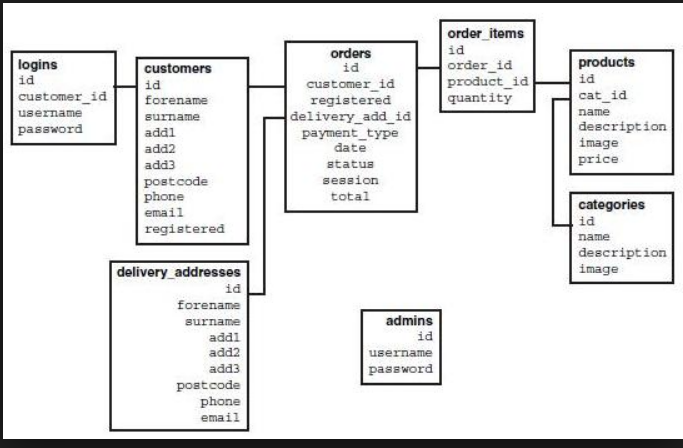 logins
id
customer_id
username
password
customers
id
forename
surname
add1
add2
add3
postcode
phone
email
registered
orders
id
customer_id
registered
delivery_add_id
payment_type
date
status
session
total
order_items
id
order_id
product_id
quantity
products
id
cat_id
name
description
image
price
categories
id
name
description
image
delivery_addresses
id
forename
surname
add1
add2
add3
postcode
phone
email
admins
id
username
password